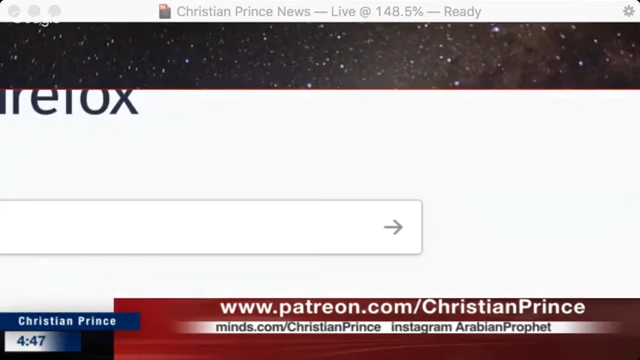 Christian Prince News — Live @ 148.5% — Ready
Google
irefox
www.patreon.com/ChristianPrince
Christian Prince
minds.com/ChristianPrince instagram ArabianProphet
4:47